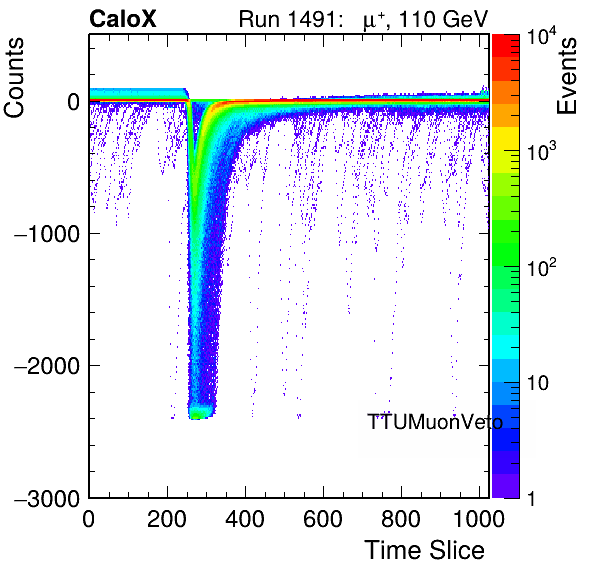 CaloX Run 1491: μ⁺, 110 GeV
Counts
Events
0
−1000
−2000
−3000
10⁴
10³
10²
10
1
TTUMuonVeto
0 200 400 600 800 1000
Time Slice